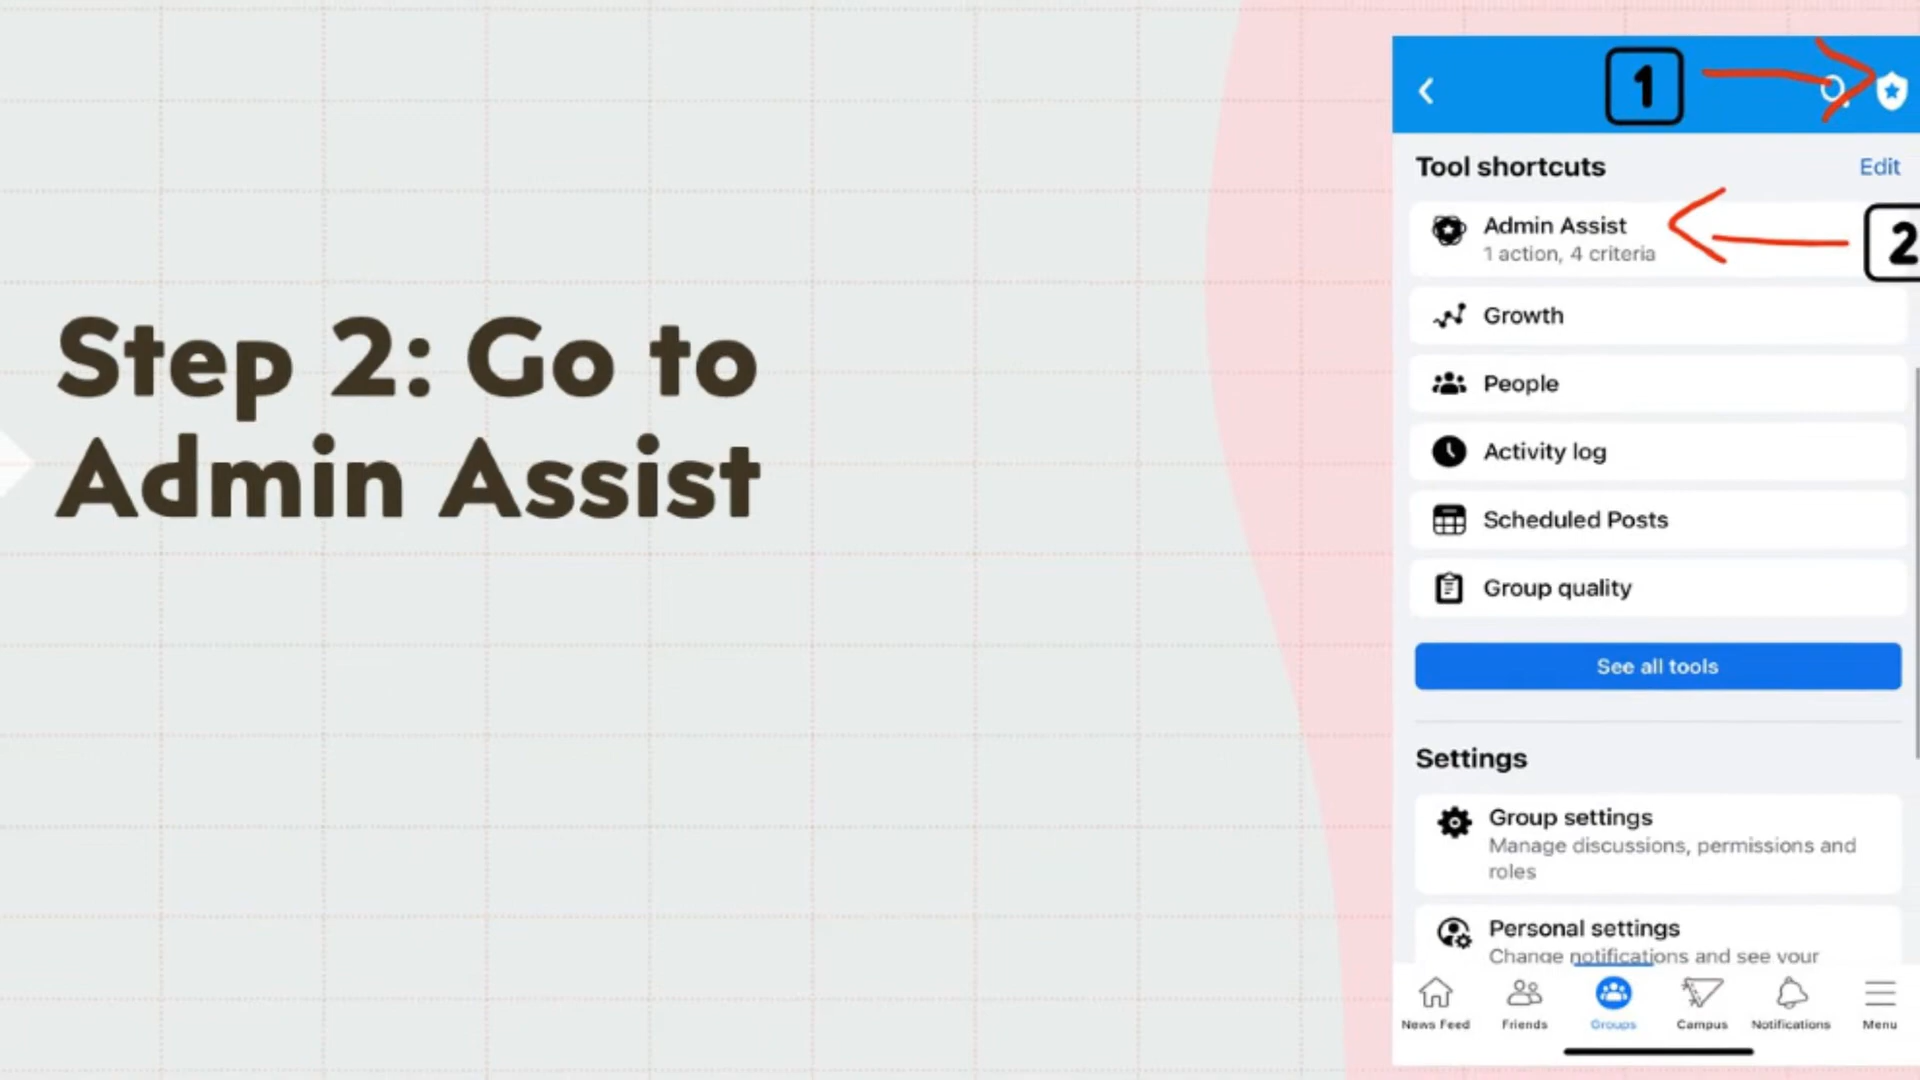 Step 2: Go to
Admin Assist
1
Tool shortcuts
Edit
Admin Assist
1 action, 4 criteria
2
Growth
People
Activity log
Scheduled Posts
Group quality
See all tools
Settings
Group settings
Manage discussions, permissions and
roles
Personal settings
Change notifications and see your
News Feed
Friends
Groups
Campus
Notifications
Menu